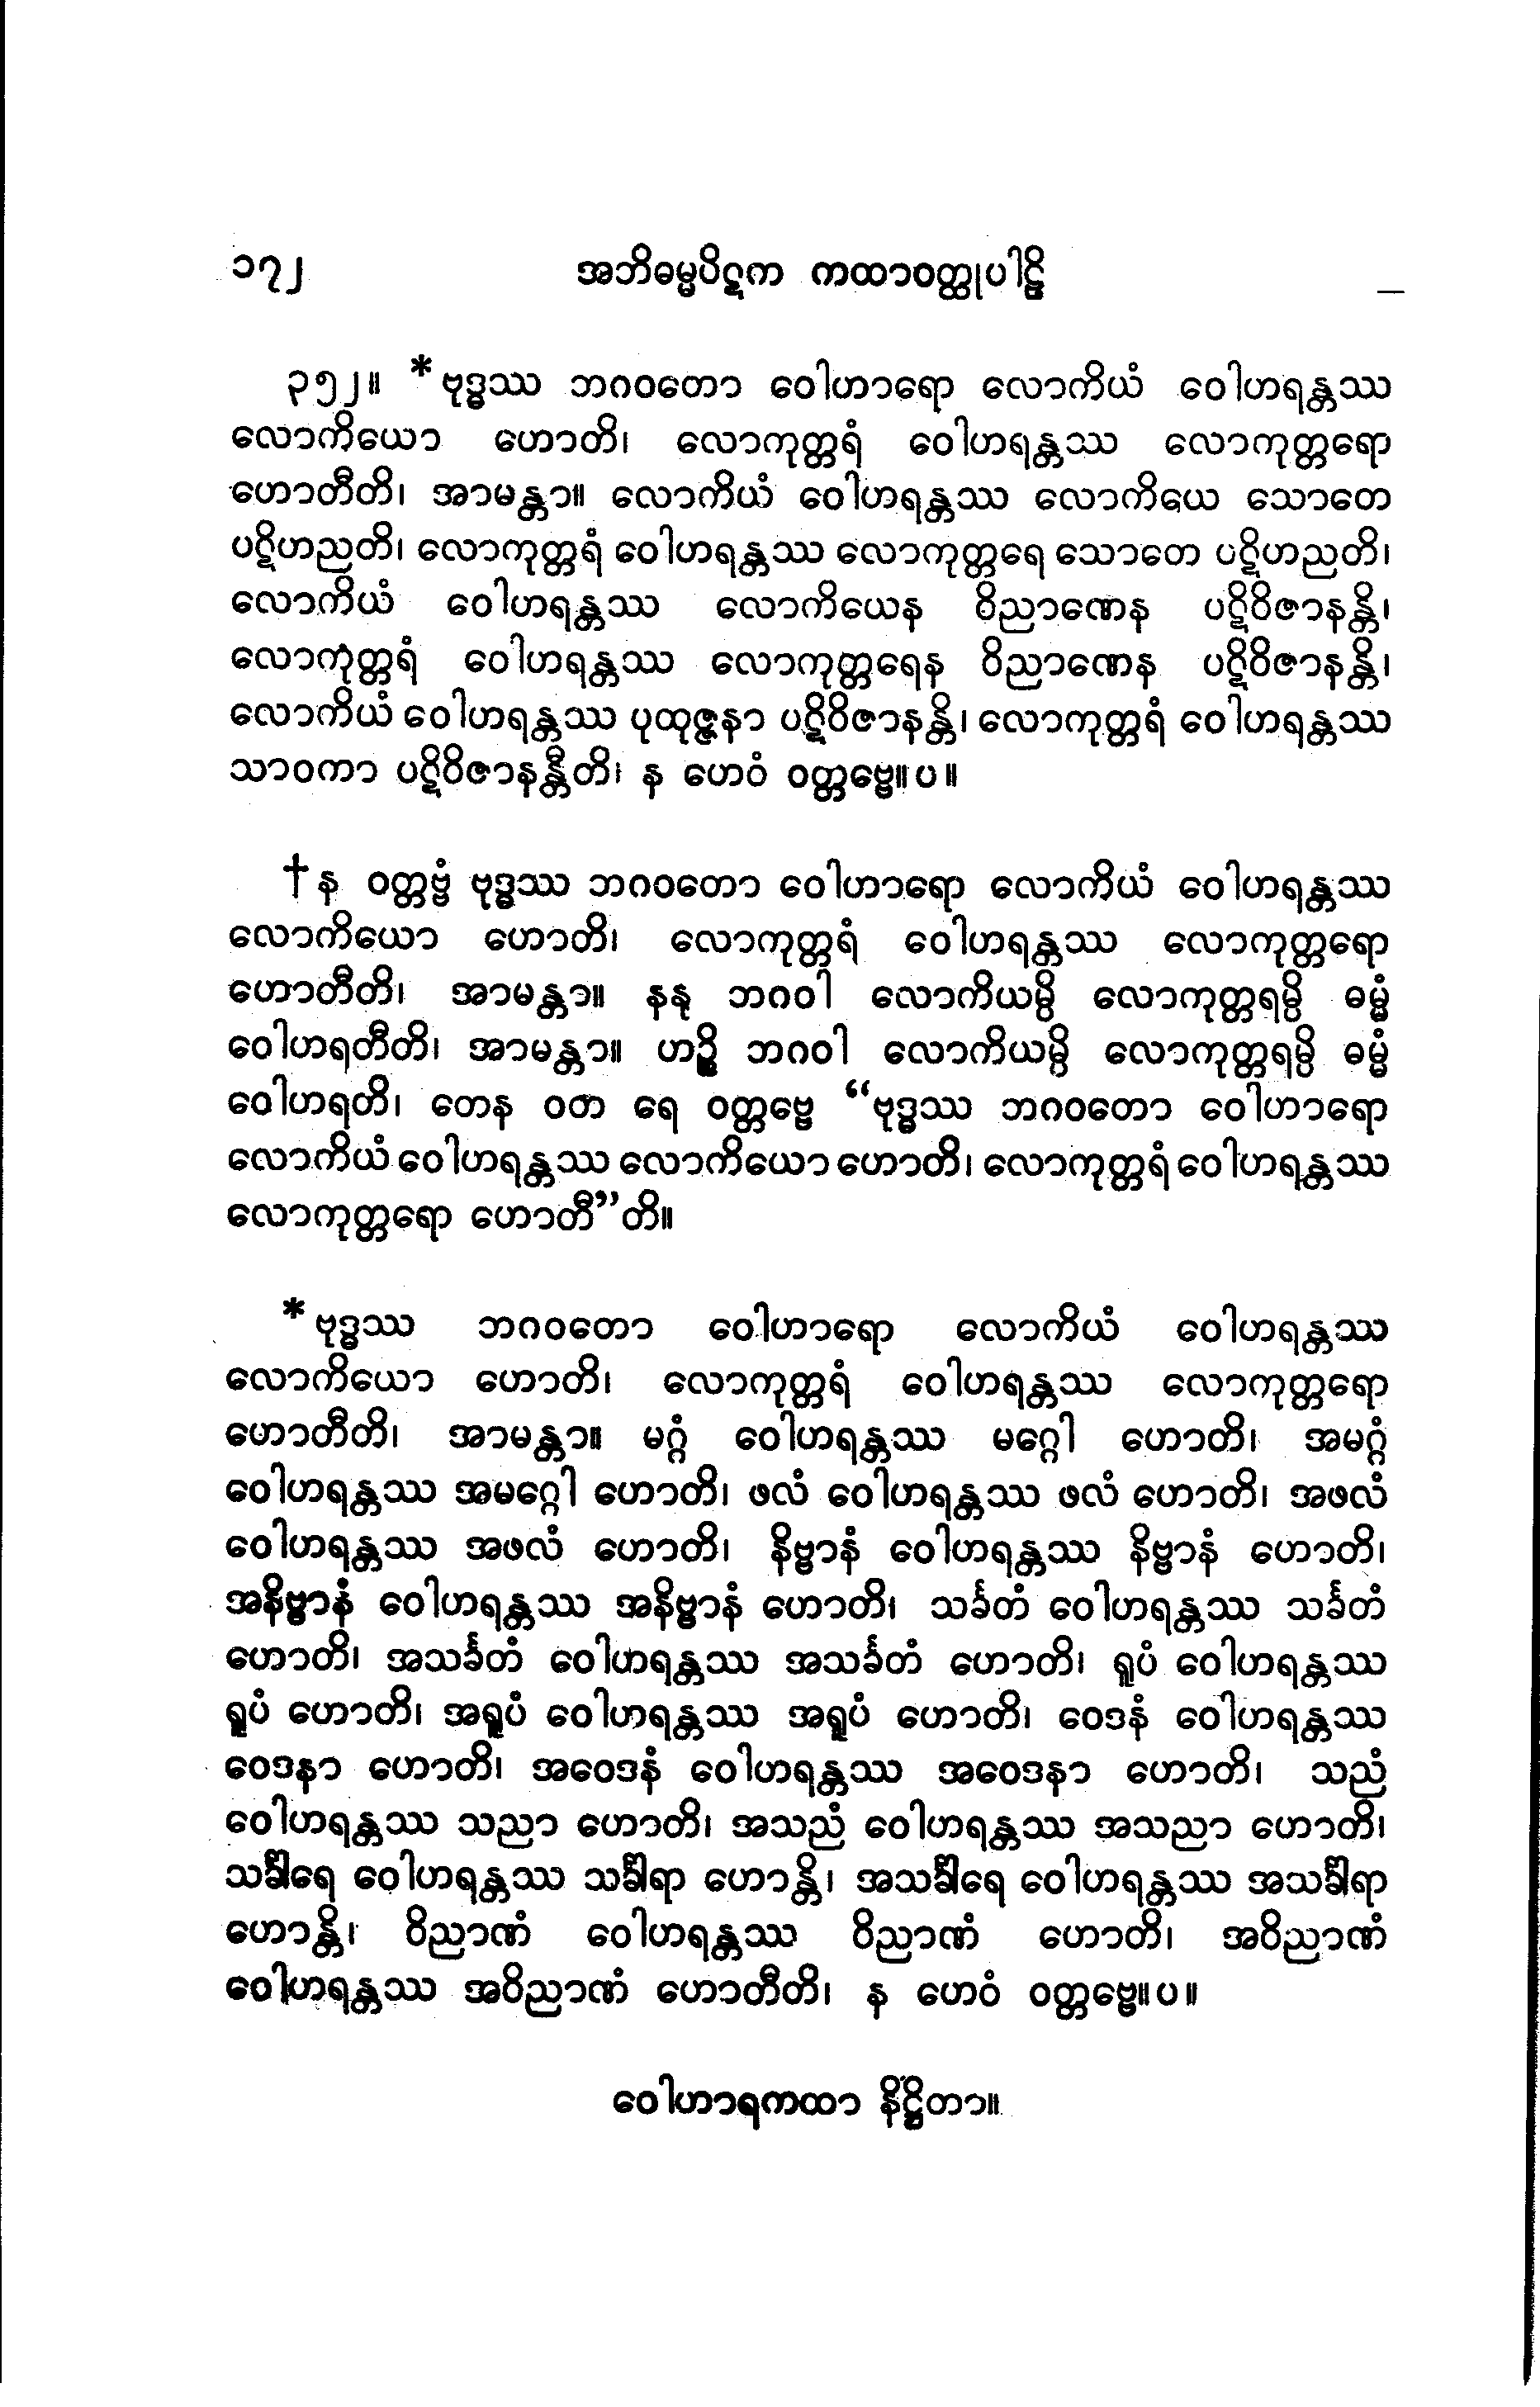 ၁၇၂ အဘိဓမ္မပိဋက ကထာဝတ္ထုပါဠိ
၃၅၂။ *ဗုဒ္ဓဿ ဘဂဝတော ဝေါဟာရော လောကိယံ ဝေါဟရန္တဿ
လောကိယော ဟောတိ၊ လောကုတ္တရံ ဝေါဟရန္တဿ လောကုတ္တရော
ဟောတီတိ၊ အာမန္တာ။ လောကိယံ ဝေါဟရန္တဿ လောကိယေ သောတေ
ပဋိဟညတိ၊ လောကုတ္တရံ ဝေါဟရန္တဿ လောကုတ္တရေ သောတေ ပဋိဟညတိ၊
လောကိယံ ဝေါဟရန္တဿ လောကိယေန ဝိညာဏေန ပဋိဝိဇာနန္တိ၊
လောကုတ္တရံ ဝေါဟရန္တဿ လောကုတ္တရေန ဝိညာဏေန ပဋိဝိဇာနန္တိ၊
လောကိယံ ဝေါဟရန္တဿ ပုထုဇ္ဇနာ ပဋိဝိဇာနန္တိ၊ လောကုတ္တရံ ဝေါဟရန္တဿ
သာဝကာ ပဋိဝိဇာနန္တီတိ၊ န ဟေဝံ ဝတ္တဗ္ဗေ။ပ။
†န ဝတ္တဗ္ဗံ ဗုဒ္ဓဿ ဘဂဝတော ဝေါဟာရော လောကိယံ ဝေါဟရန္တဿ
လောကိယော ဟောတိ၊ လောကုတ္တရံ ဝေါဟရန္တဿ လောကုတ္တရော
ဟောတီတိ၊ အာမန္တာ။ နနု ဘဂဝါ လောကိယမ္ပိ လောကုတ္တရမ္ပိ ဓမ္မံ
ဝေါဟရတီတိ၊ အာမန္တာ။ ဟဉ္စိ ဘဂဝါ လောကိယမ္ပိ လောကုတ္တရမ္ပိ ဓမ္မံ
ဝေါဟရတိ၊ တေန ဝတ ရေ ဝတ္တဗ္ဗေ “ဗုဒ္ဓဿ ဘဂဝတော ဝေါဟာရော
လောကိယံ ဝေါဟရန္တဿ လောကိယော ဟောတိ၊ လောကုတ္တရံ ဝေါဟရန္တဿ
လောကုတ္တရော ဟောတီ”တိ။
*ဗုဒ္ဓဿ ဘဂဝတော ဝေါဟာရော လောကိယံ ဝေါဟရန္တဿ
လောကိယော ဟောတိ၊ လောကုတ္တရံ ဝေါဟရန္တဿ လောကုတ္တရော
ဟောတီတိ၊ အာမန္တာ။ မဂ္ဂံ ဝေါဟရန္တဿ မဂ္ဂေါ ဟောတိ၊ အမဂ္ဂံ
ဝေါဟရန္တဿ အမဂ္ဂေါ ဟောတိ၊ ဖလံ ဝေါဟရန္တဿ ဖလံ ဟောတိ၊ အဖလံ
ဝေါဟရန္တဿ အဖလံ ဟောတိ၊ နိဗ္ဗာနံ ဝေါဟရန္တဿ နိဗ္ဗာနံ ဟောတိ၊
အနိဗ္ဗာနံ ဝေါဟရန္တဿ အနိဗ္ဗာနံ ဟောတိ၊ သင်္ခတံ ဝေါဟရန္တဿ သင်္ခတံ
ဟောတိ၊ အသင်္ခတံ ဝေါဟရန္တဿ အသင်္ခတံ ဟောတိ၊ ရူပံ ဝေါဟရန္တဿ
ရူပံ ဟောတိ၊ အရူပံ ဝေါဟရန္တဿ အရူပံ ဟောတိ၊ ဝေဒနံ ဝေါဟရန္တဿ
ဝေဒနာ ဟောတိ၊ အဝေဒနံ ဝေါဟရန္တဿ အဝေဒနာ ဟောတိ၊ သညံ
ဝေါဟရန္တဿ သညာ ဟောတိ၊ အသညံ ဝေါဟရန္တဿ အသညာ ဟောတိ၊
သင်္ခါရေ ဝေါဟရန္တဿ သင်္ခါရာ ဟောန္တိ၊ အသင်္ခါရေ ဝေါဟရန္တဿ အသင်္ခါရာ
ဟောန္တိ၊ ဝိညာဏံ ဝေါဟရန္တဿ ဝိညာဏံ ဟောတိ၊ အဝိညာဏံ
ဝေါဟရန္တဿ အဝိညာဏံ ဟောတီတိ၊ န ဟေဝံ ဝတ္တဗ္ဗေ။ပ။
ဝေါဟာရကထာ နိဋ္ဌိတာ။